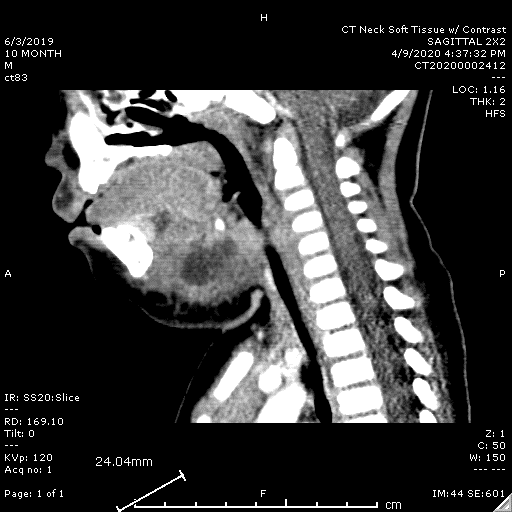 H
6/3/2019
10 MONTH
M
ct83
CT Neck Soft Tissue w/ Contrast
SAGITTAL 2X2
4/9/2020 4:37:32 PM
CT20200002412
---
LOC: 1.16
THK: 2
HFS
A
P
IR: SS20:Slice
---
RD: 169.10
Tilt: 0
---
KVp: 120
Acq no: 1
Page: 1 of 1
24.04mm
F
cm
Z: 1
C: 50
W: 150
--- ---
IM:44 SE:601